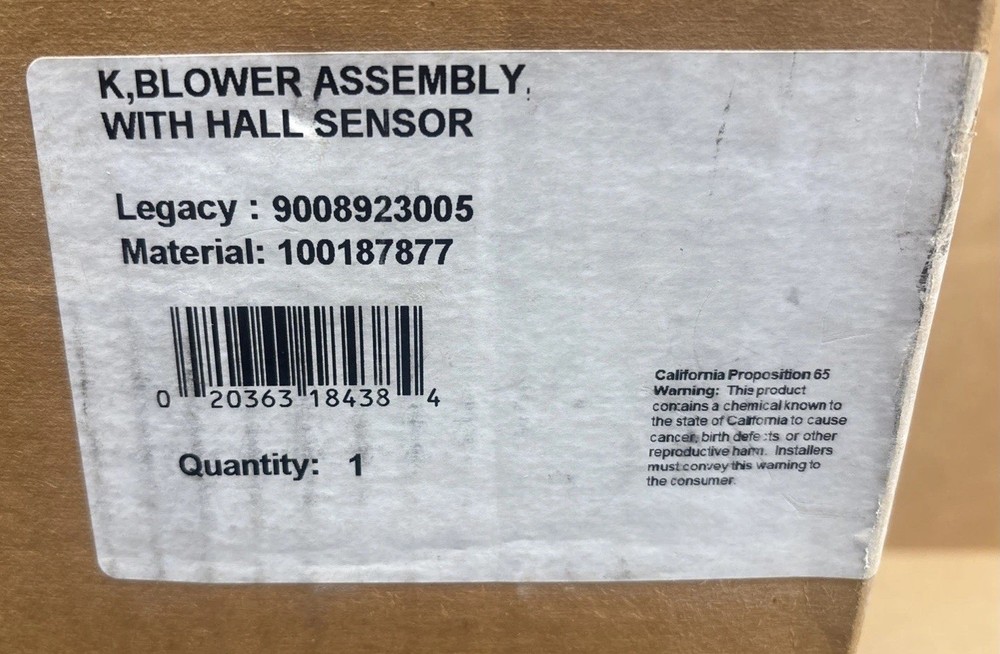 K,BLOWER ASSEMBLY,
WITH HALL SENSOR
Legacy : 9008923005
Material: 100187877
0 20363 18438 4
Quantity: 1
California Proposition 65
Warning: This product
contains a chemical known to
the state of California to cause
cancer, birth defects or other
reproductive harm. Installers
must convey this warning to
the consumer.